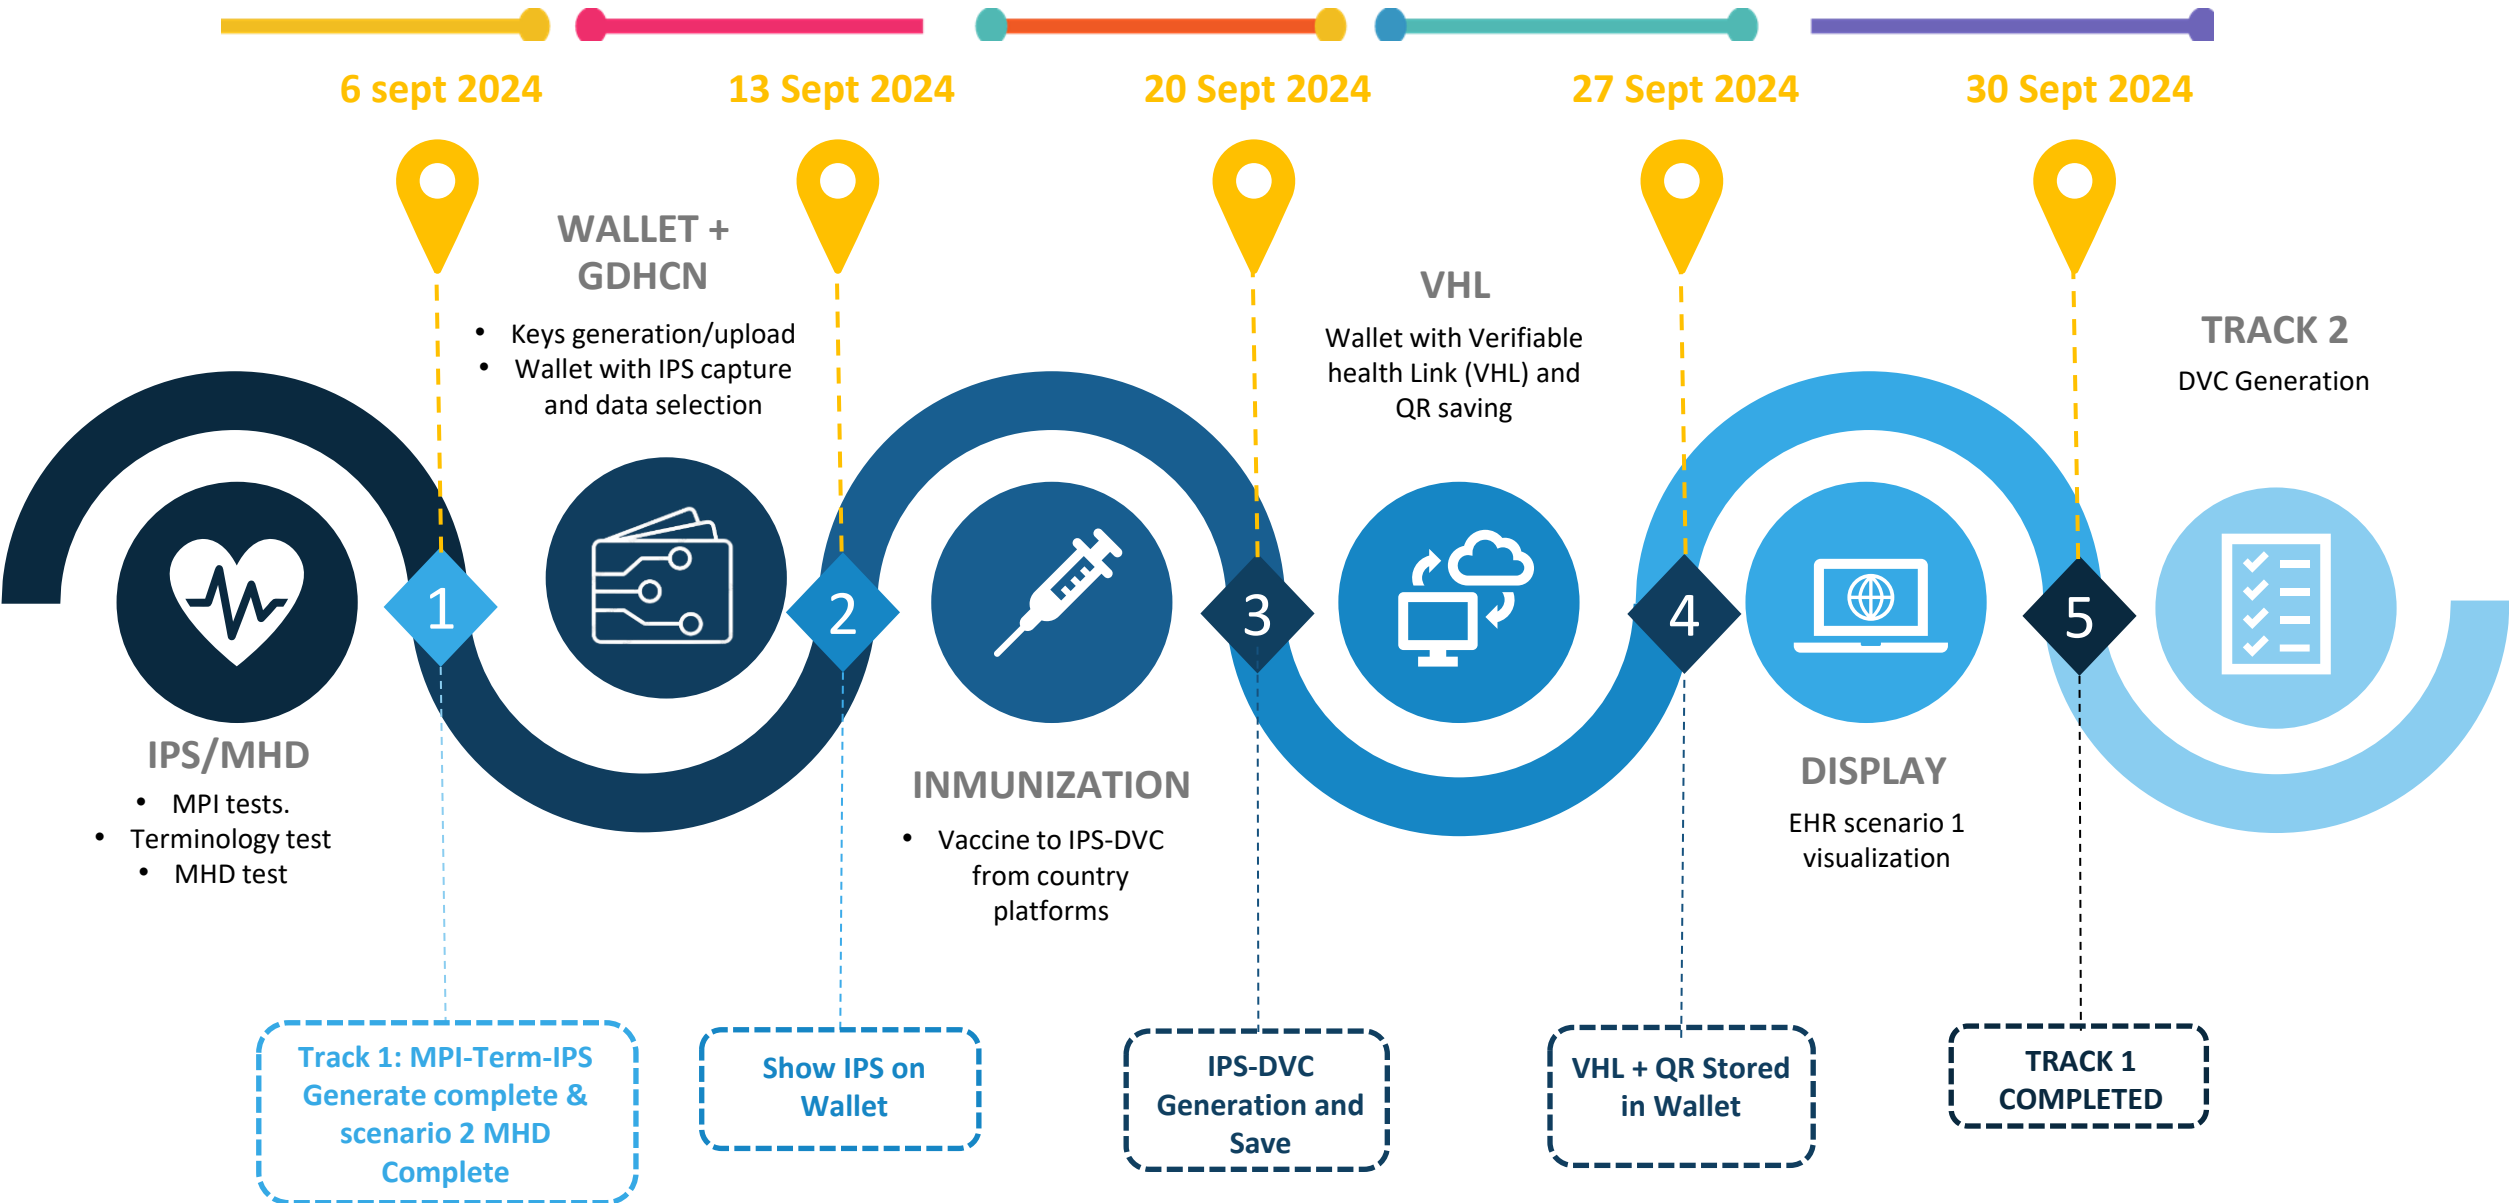 6 sept 2024
13 Sept 2024
20 Sept 2024
27 Sept 2024
30 Sept 2024
WALLET +
GDHCN
• Keys generation/upload
• Wallet with IPS capture
and data selection
VHL
Wallet with Verifiable
health Link (VHL) and
QR saving
TRACK 2
DVC Generation
1
2
3
4
5
IPS/MHD
• MPI tests.
• Terminology test
• MHD test
INMUNIZATION
• Vaccine to IPS-DVC
from country
platforms
DISPLAY
EHR scenario 1
visualization
Track 1: MPI-Term-IPS
Generate complete &
scenario 2 MHD
Complete
Show IPS on
Wallet
IPS-DVC
Generation and
Save
VHL + QR Stored
in Wallet
TRACK 1
COMPLETED